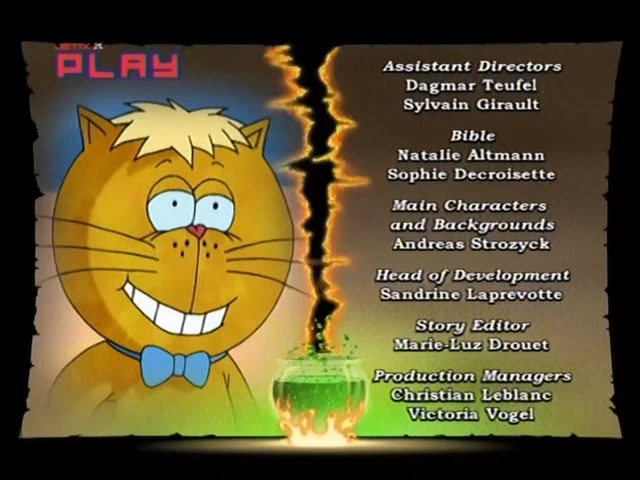 JETIX
PLAY
Assistant Directors
Dagmar Teufel
Sylvain Girault
Bible
Natalie Altmann
Sophie Decroisette
Main Characters
and Backgrounds
Andreas Strozyck
Head of Development
Sandrine Laprevotte
Story Editor
Marie-Luz Drouet
Production Managers
Christian Leblanc
Victoria Vogel